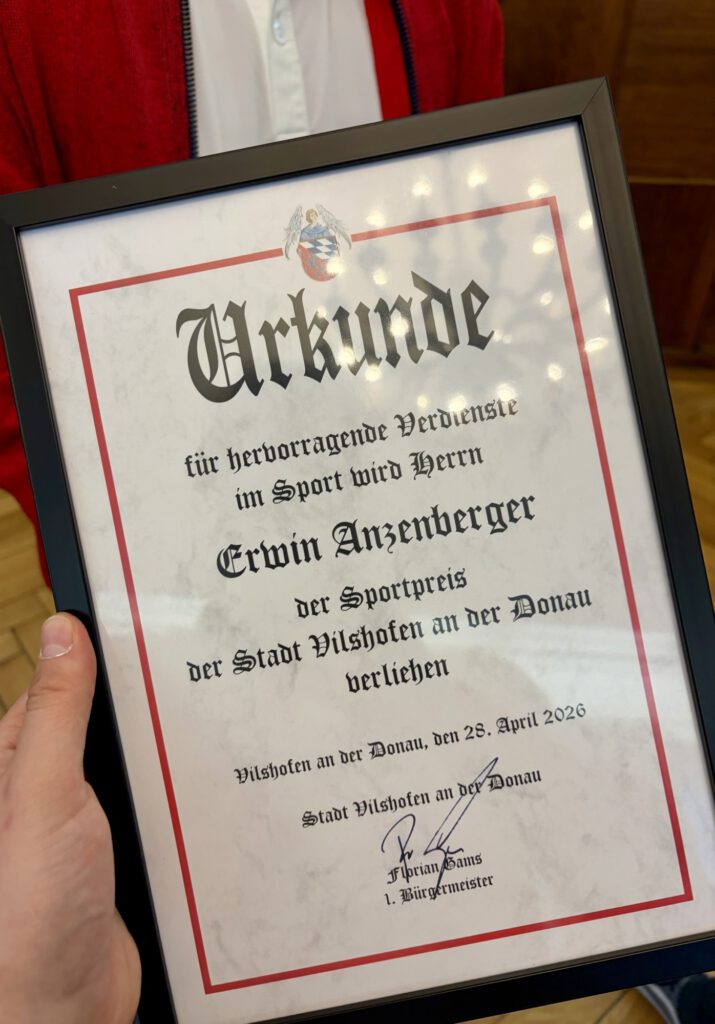 Urkunde
für hervorragende Verdienste
im Sport wird Herrn
Erwin Anzenberger
der Sportpreis
der Stadt Vilshofen an der Donau
verliehen
Vilshofen an der Donau, den 28. April 2026
Stadt Vilshofen an der Donau
Florian Gams
1. Bürgermeister